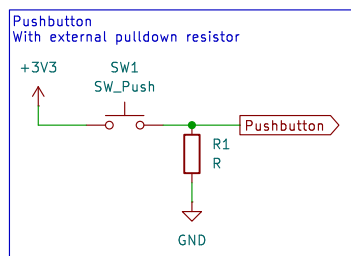 Pushbutton
With external pulldown resistor
+3V3
SW1
SW_Push
Pushbutton
R1
R
GND